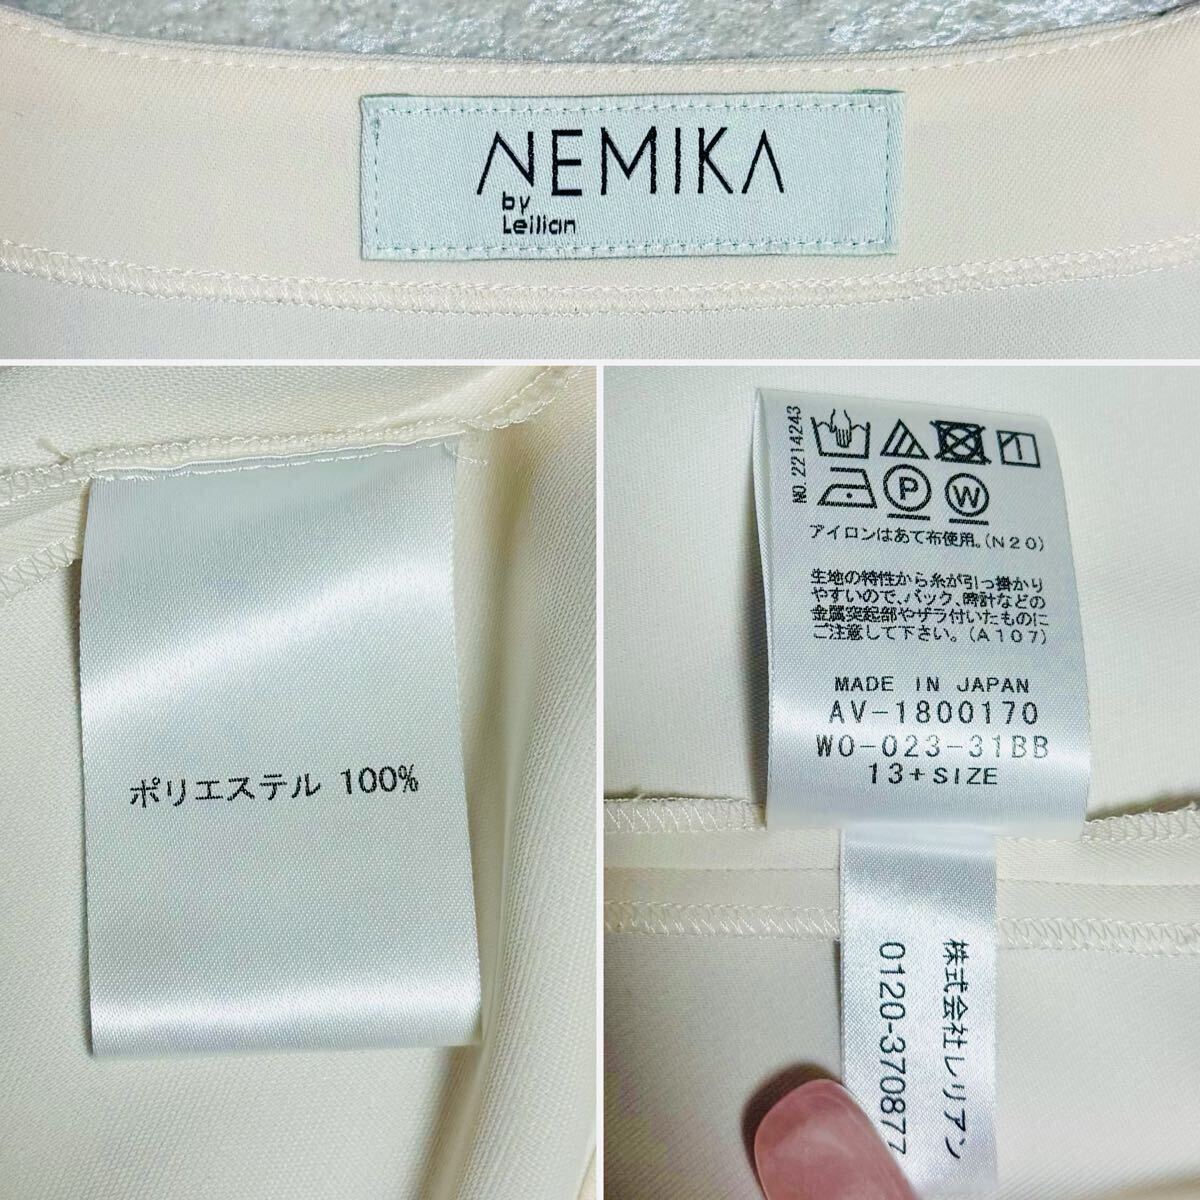 NEMIKA
by
Leilian
ポリエステル 100%
NO.2214243
P
W
アイロンはあて布使用。(N20)
生地の特性から糸が引っ掛かり
やすいので、バック、時計などの
金属突起部やザラ付いたものに
ご注意して下さい。(A107)
MADE IN JAPAN
AV-1800170
WO-023-31BB
13+SIZE
株式会社レリアン
0120-370877